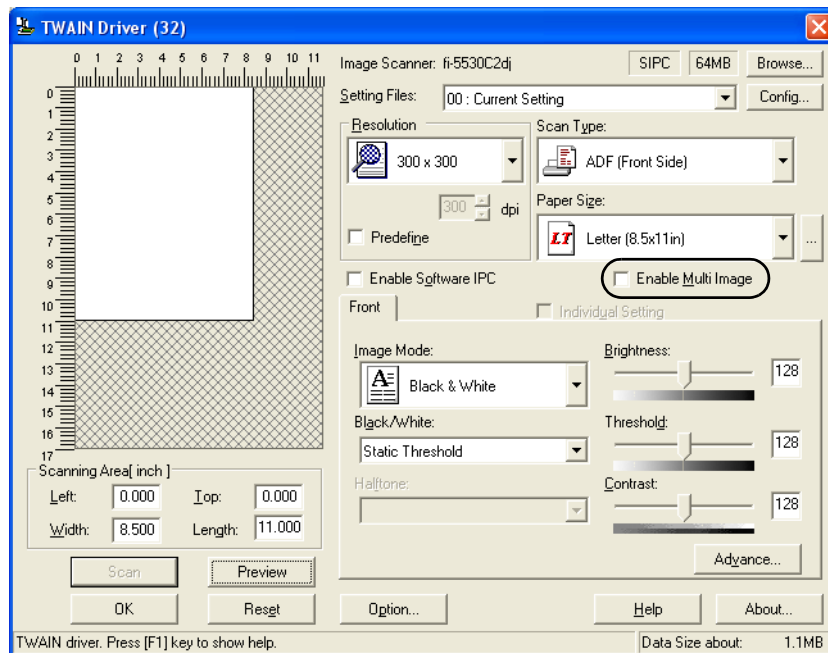 TWAIN Driver (32)
0 1 2 3 4 5 6 7 8 9 10 11
0
1
2
3
4
5
6
7
8
9
10
11
12
13
14
15
16
17
Image Scanner: fi-5530C2dj SIPC 64MB Browse...
Setting Files: 00 : Current Setting Config...
Resolution
300 x 300
300 dpi
Predefine
Scan Type:
ADF (Front Side)
Paper Size:
LT Letter (8.5x11in) ...
Enable Software IPC Enable Multi Image
Front Individual Setting
Image Mode:
A Black & White
Black/White:
Static Threshold
Halftone:
Brightness:
128
Threshold:
128
Contrast:
128
Advance...
Scanning Area[ inch ]
Left: 0.000 Top: 0.000
Width: 8.500 Length: 11.000
Scan Preview
OK Reset Option... Help About...
TWAIN driver. Press [F1] key to show help. Data Size about: 1.1MB